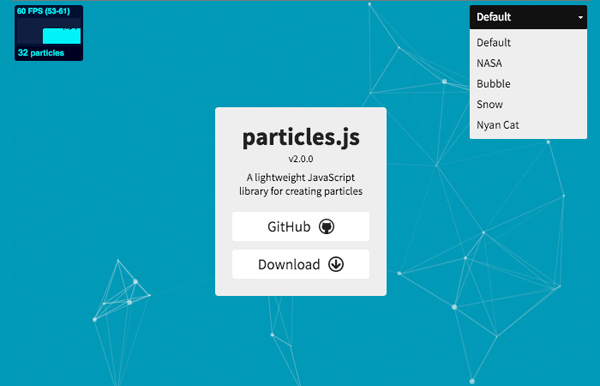 60 FPS (53-61)
32 particles
Default
Default
NASA
Bubble
Snow
Nyan Cat
particles.js
v2.0.0
A lightweight JavaScript
library for creating particles
GitHub
Download